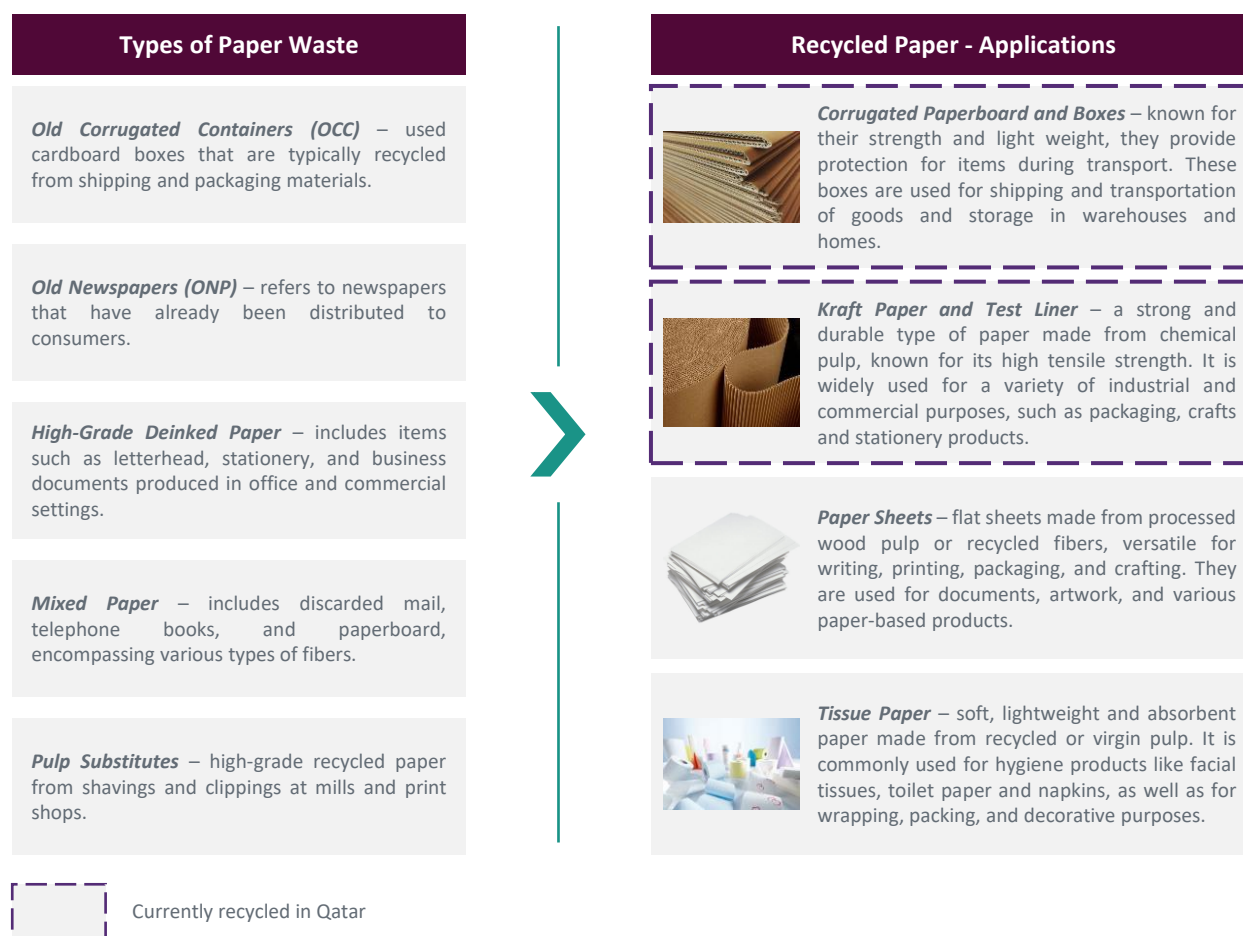 Types of Paper Waste
Old Corrugated Containers (OCC) – used
cardboard boxes that are typically recycled
from shipping and packaging materials.
Old Newspapers (ONP) – refers to newspapers
that have already been distributed to
consumers.
High-Grade Deinked Paper – includes items
such as letterhead, stationery, and business
documents produced in office and commercial
settings.
Mixed Paper – includes discarded mail,
telephone books, and paperboard,
encompassing various types of fibers.
Pulp Substitutes – high-grade recycled paper
from shavings and clippings at mills and print
shops.
Recycled Paper - Applications
Corrugated Paperboard and Boxes – known for
their strength and light weight, they provide
protection for items during transport. These
boxes are used for shipping and transportation
of goods and storage in warehouses and
homes.
Kraft Paper and Test Liner – a strong and
durable type of paper made from chemical
pulp, known for its high tensile strength. It is
widely used for a variety of industrial and
commercial purposes, such as packaging, crafts
and stationery products.
Paper Sheets – flat sheets made from processed
wood pulp or recycled fibers, versatile for
writing, printing, packaging, and crafting. They
are used for documents, artwork, and various
paper-based products.
Tissue Paper – soft, lightweight and absorbent
paper made from recycled or virgin pulp. It is
commonly used for hygiene products like facial
tissues, toilet paper and napkins, as well as for
wrapping, packing, and decorative purposes.
Currently recycled in Qatar